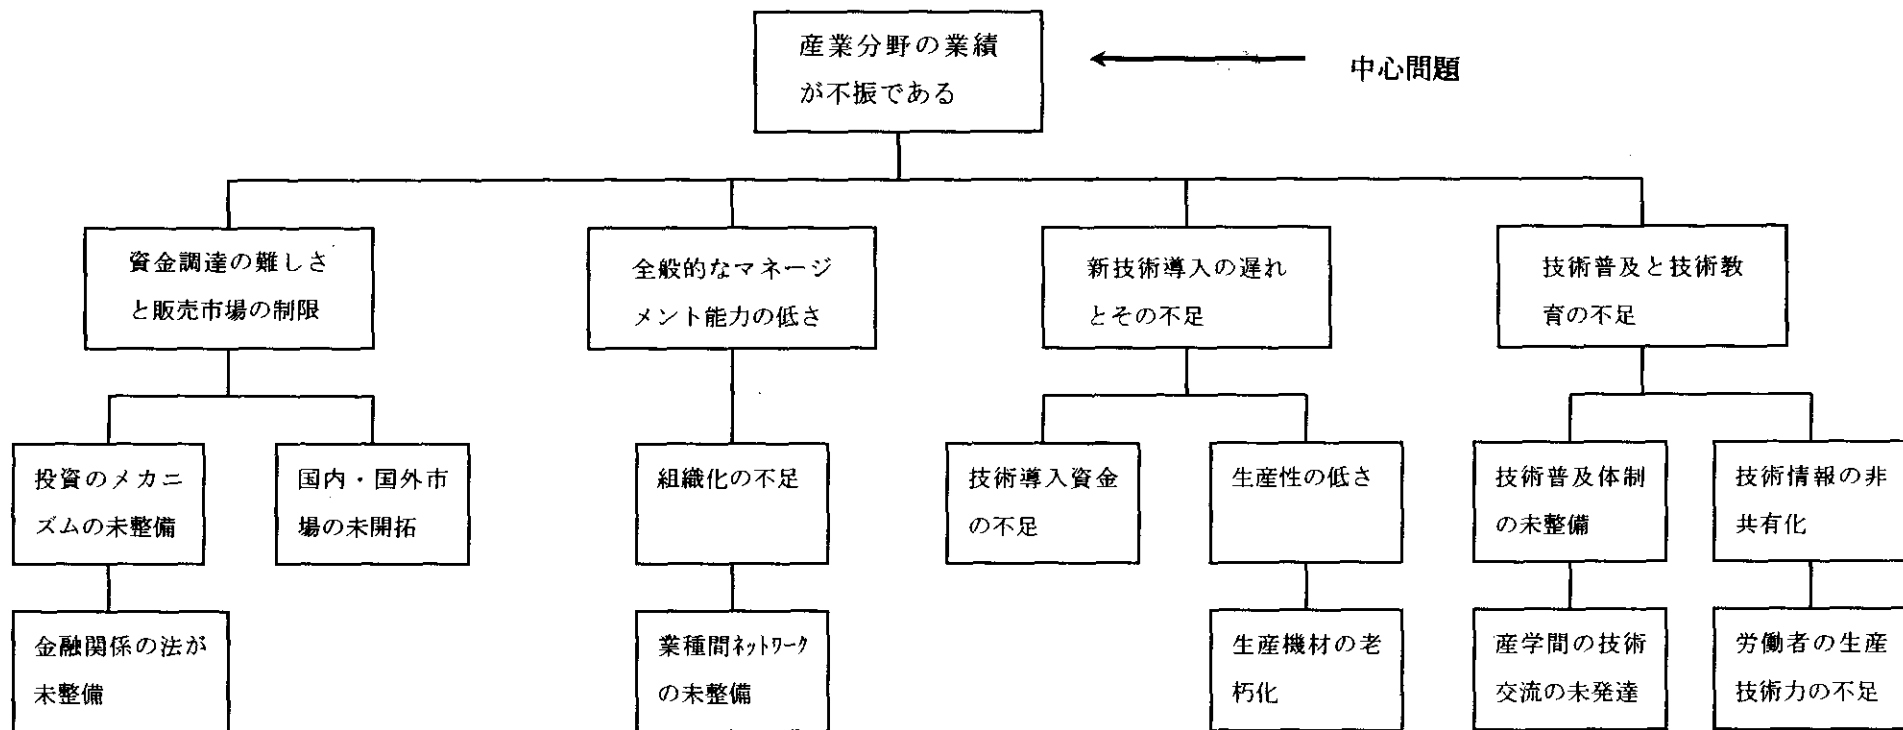 産業分野の業績
が不振である
中心問題
資金調達の難しさ
と販売市場の制限
全般的なマネージ
メント能力の低さ
新技術導入の遅れ
とその不足
技術普及と技術教
育の不足
投資のメカニ
ズムの未整備
国内・国外市
場の未開拓
組織化の不足
技術導入資金
の不足
生産性の低さ
技術普及体制
の未整備
技術情報の非
共有化
金融関係の法が
未整備
業種間ネットワーク
の未整備
生産機材の老
朽化
産学間の技術
交流の未発達
労働者の生産
技術力の不足